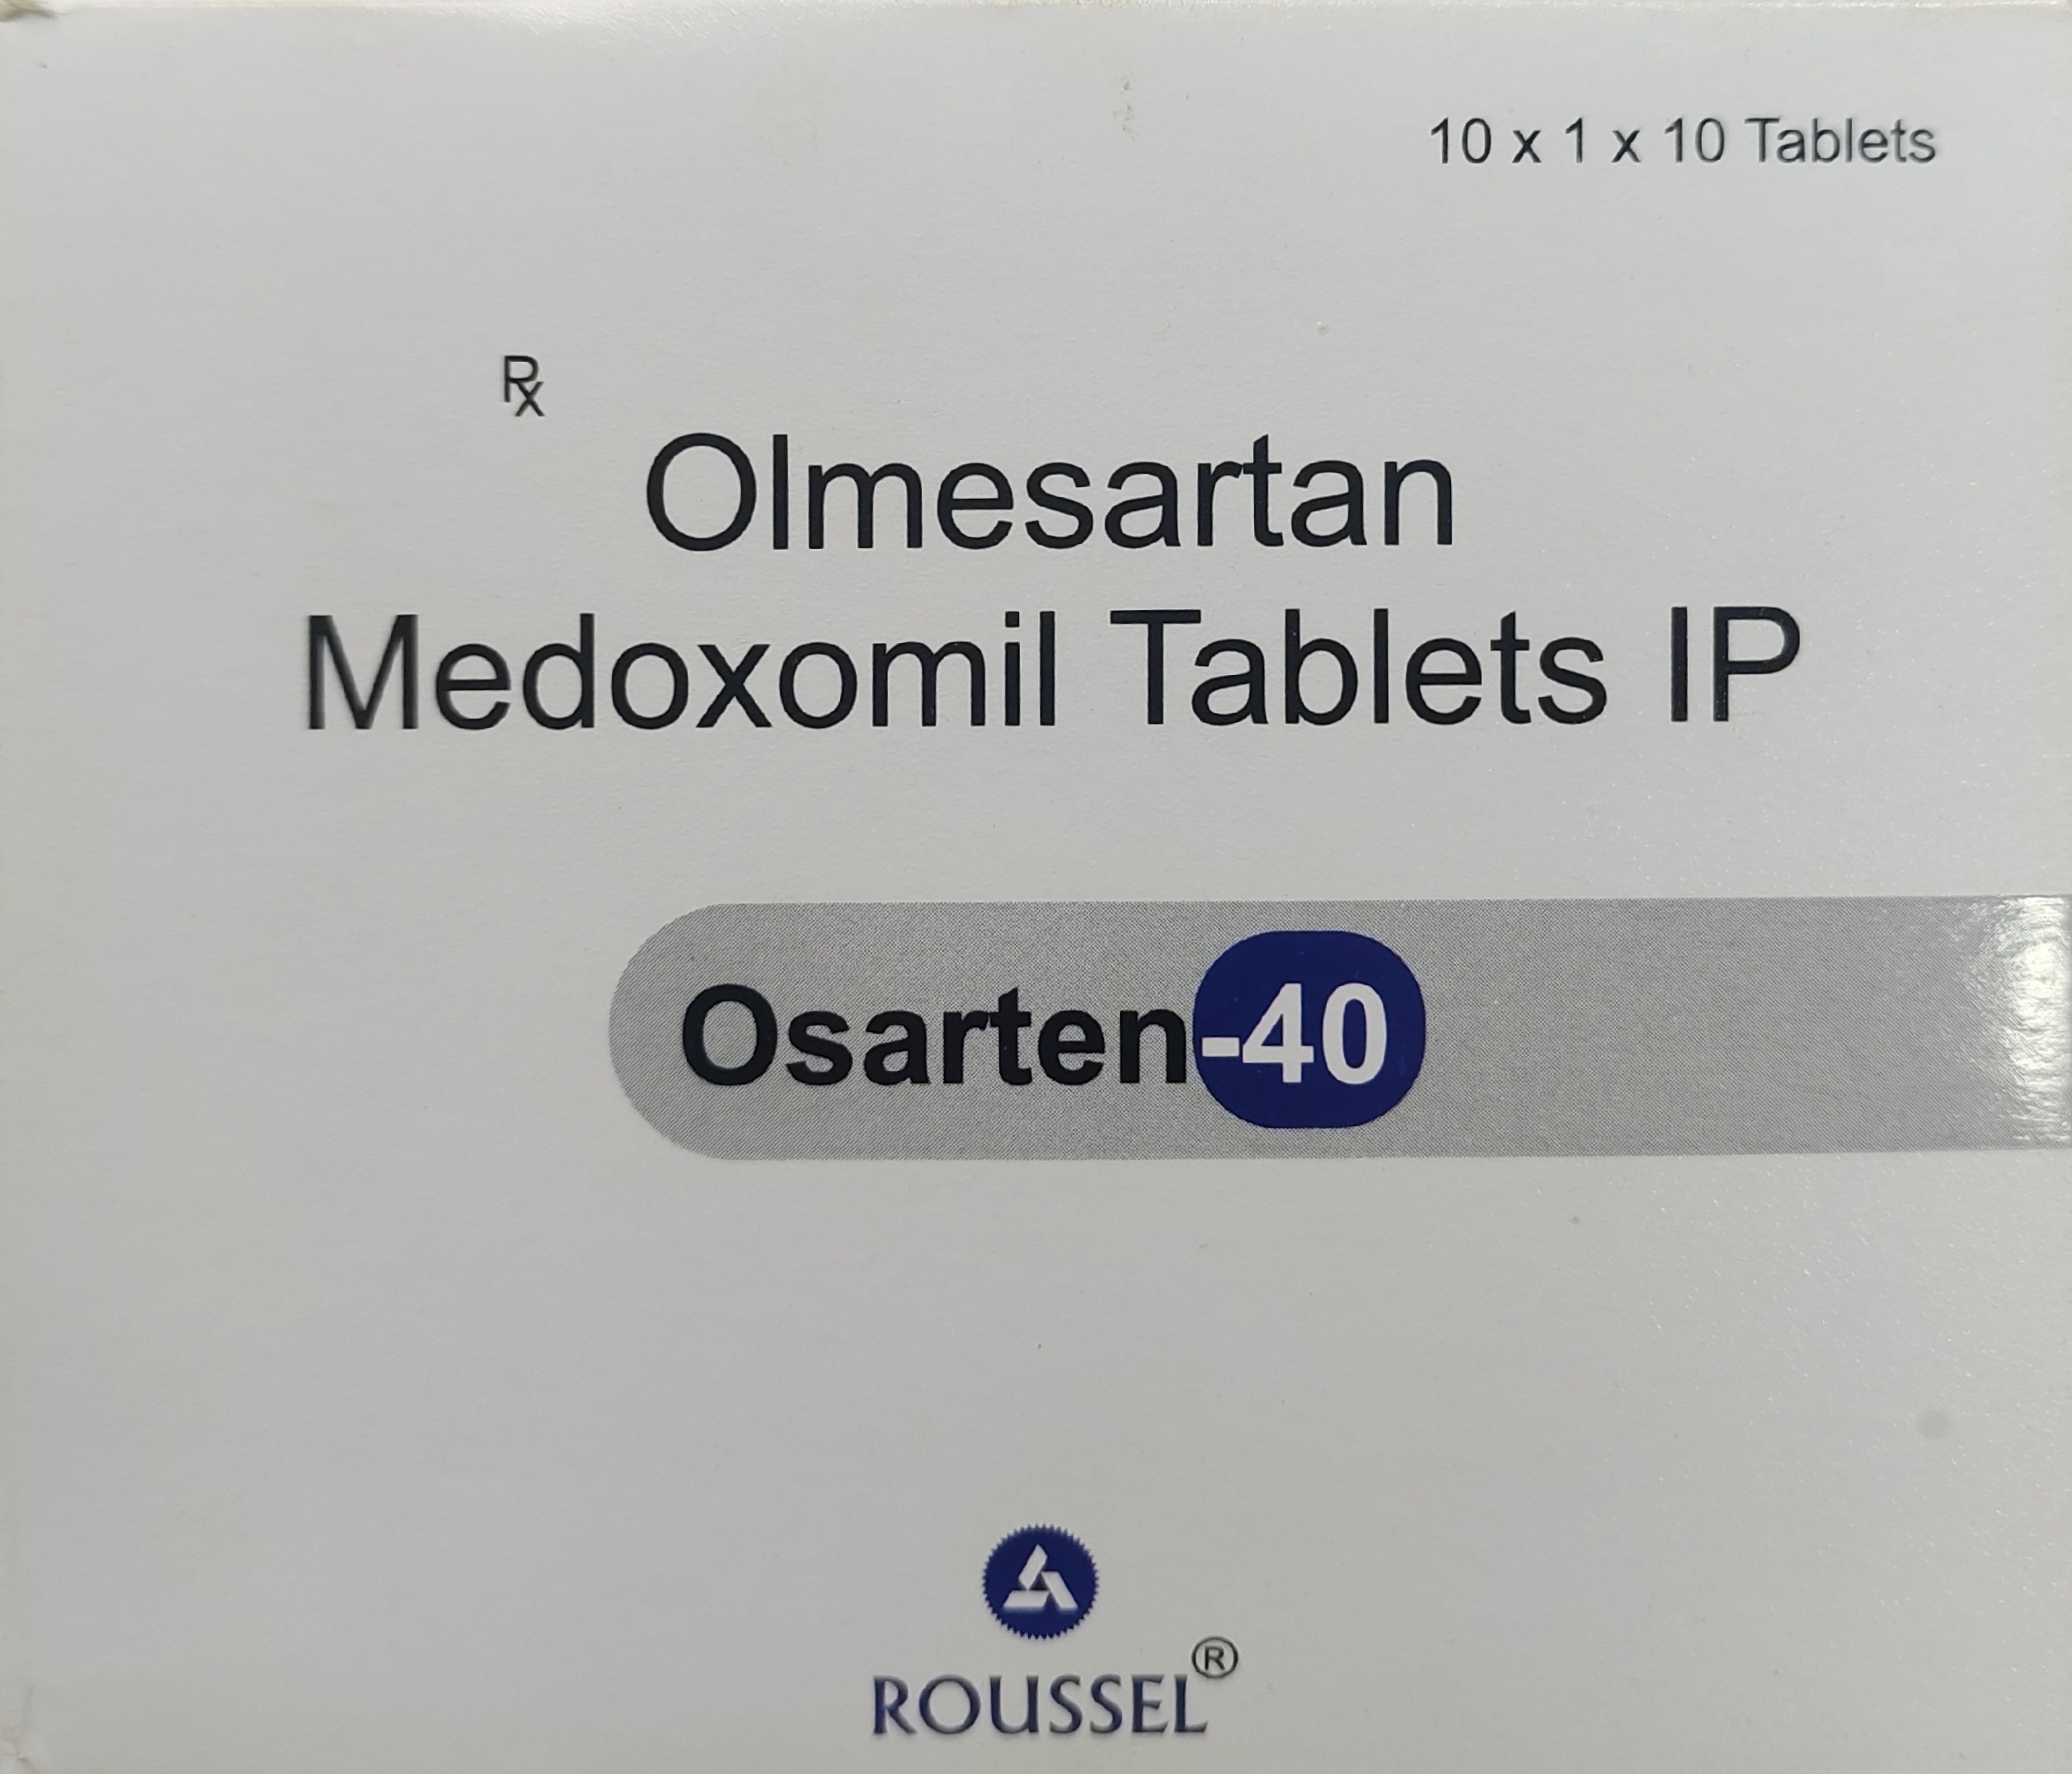 10 x 1 x 10 Tablets
℞
Olmesartan
Medoxomil Tablets IP
Osarten-40
ROUSSEL®